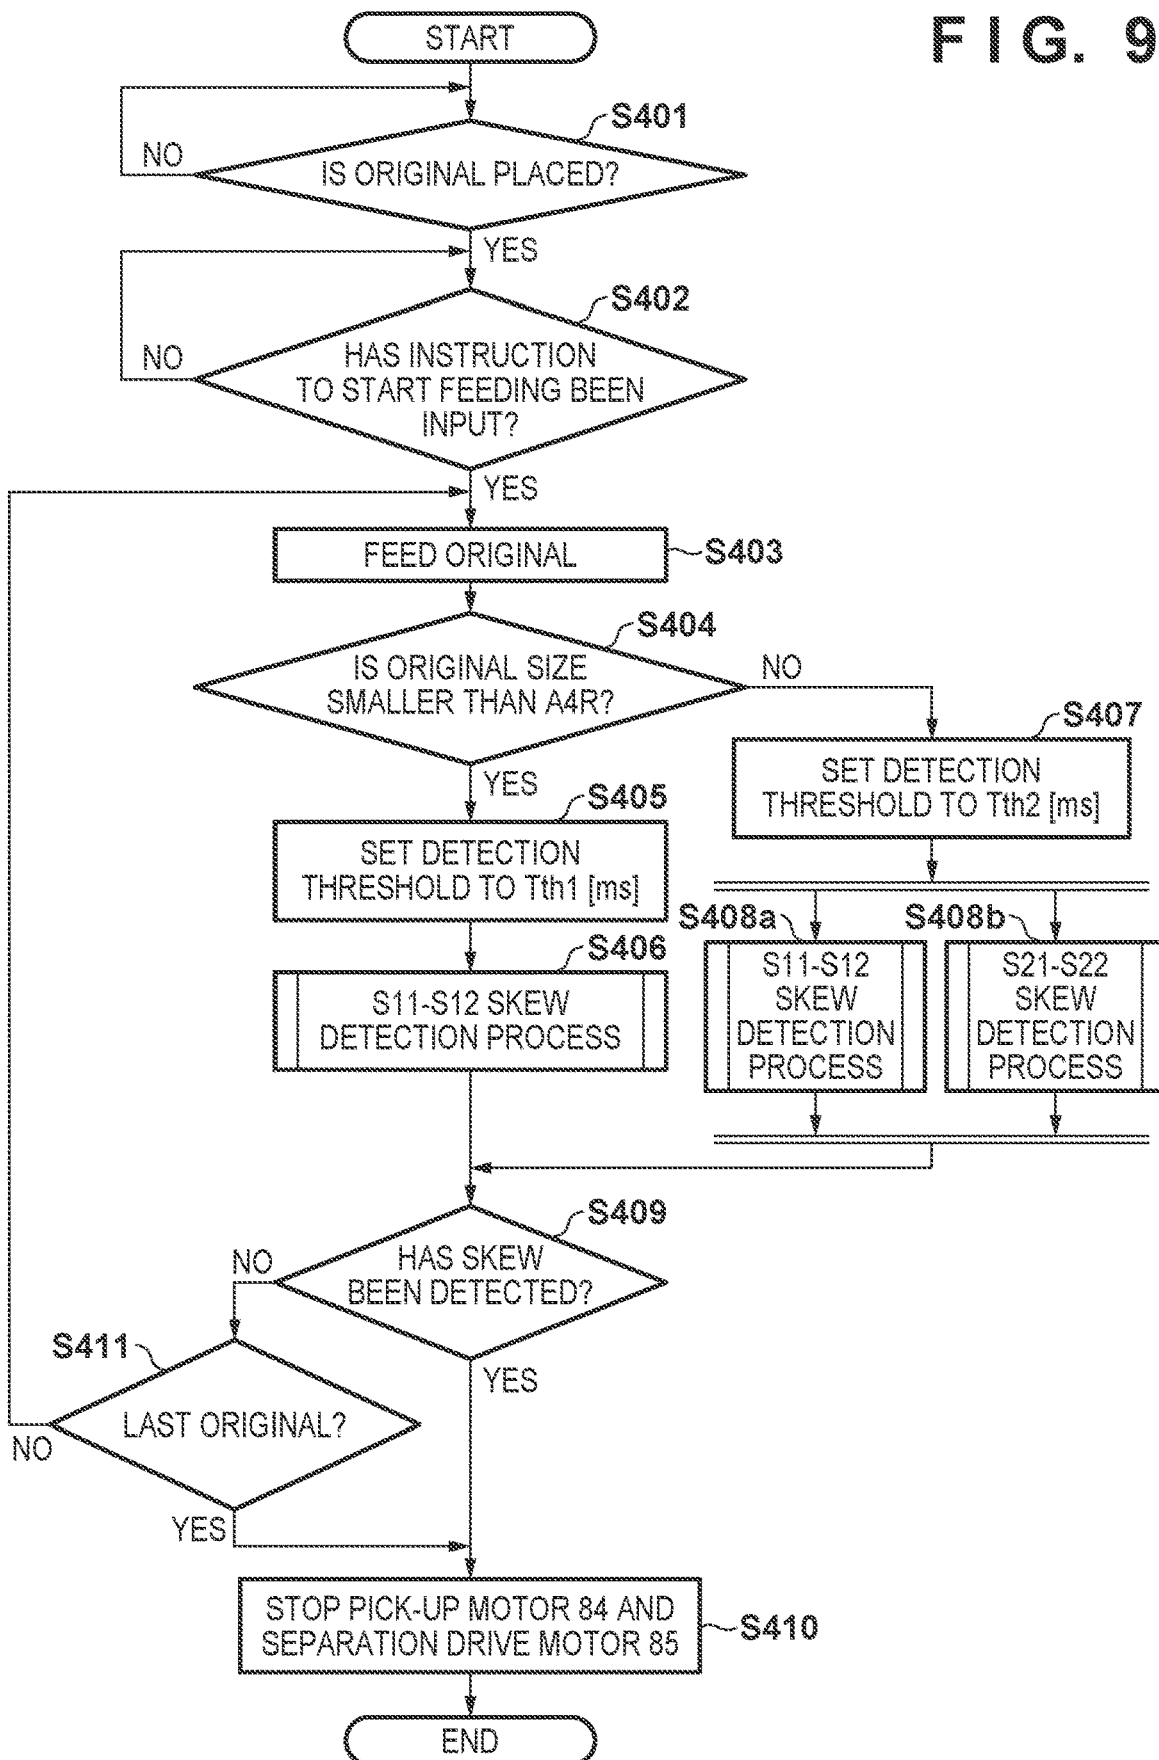 FIG. 9
START
S401
NO
IS ORIGINAL PLACED?
YES
S402
NO
HAS INSTRUCTION
TO START FEEDING BEEN
INPUT?
YES
FEED ORIGINAL
S403
S404
IS ORIGINAL SIZE
SMALLER THAN A4R?
NO
YES
S407
SET DETECTION
THRESHOLD TO Tth2 [ms]
S405
SET DETECTION
THRESHOLD TO Tth1 [ms]
S408a
S11-S12
SKEW
DETECTION
PROCESS
S408b
S21-S22
SKEW
DETECTION
PROCESS
S406
S11-S12 SKEW
DETECTION PROCESS
S409
HAS SKEW
BEEN DETECTED?
NO
YES
S411
LAST ORIGINAL?
NO
YES
STOP PICK-UP MOTOR 84 AND
SEPARATION DRIVE MOTOR 85
S410
END